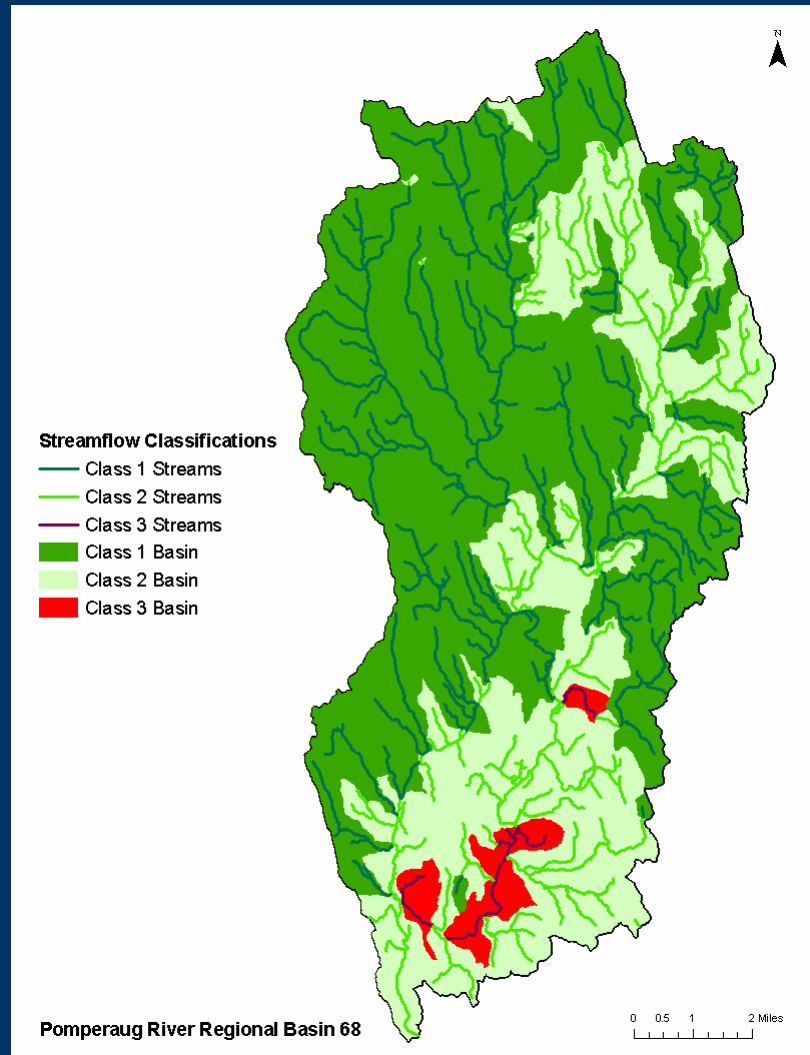 N
Streamflow Classifications
Class 1 Streams
Class 2 Streams
Class 3 Streams
Class 1 Basin
Class 2 Basin
Class 3 Basin
Pomperaug River Regional Basin 68
0 0.5 1 2 Miles